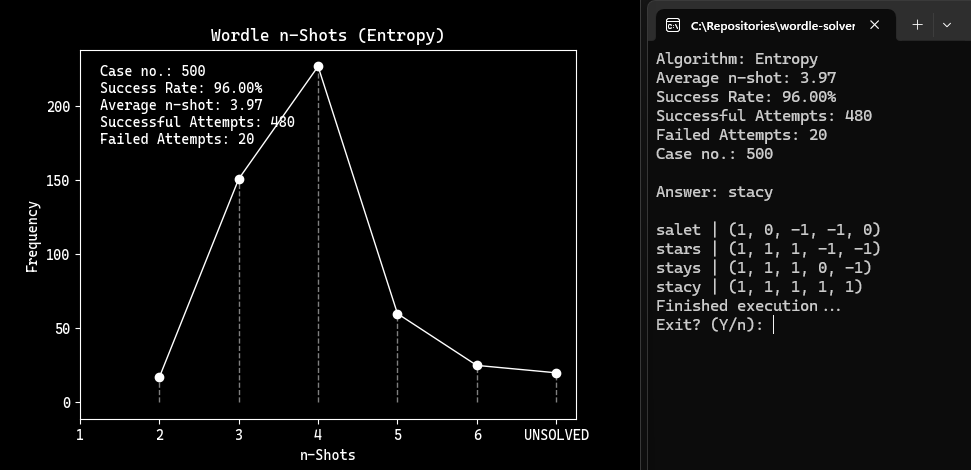 Wordle n-Shots (Entropy)
Case no.: 500
Success Rate: 96.00%
Average n-shot: 3.97
Successful Attempts: 480
Failed Attempts: 20
200
150
100
50
0
Frequency
1 2 3 4 5 6 UNSOLVED
n-Shots
C:\Repositories\wordle-solver
Algorithm: Entropy
Average n-shot: 3.97
Success Rate: 96.00%
Successful Attempts: 480
Failed Attempts: 20
Case no.: 500
Answer: stacy
salet | (1, 0, -1, -1, 0)
stars | (1, 1, 1, -1, -1)
stays | (1, 1, 1, 0, -1)
stacy | (1, 1, 1, 1, 1)
Finished execution...
Exit? (Y/n):